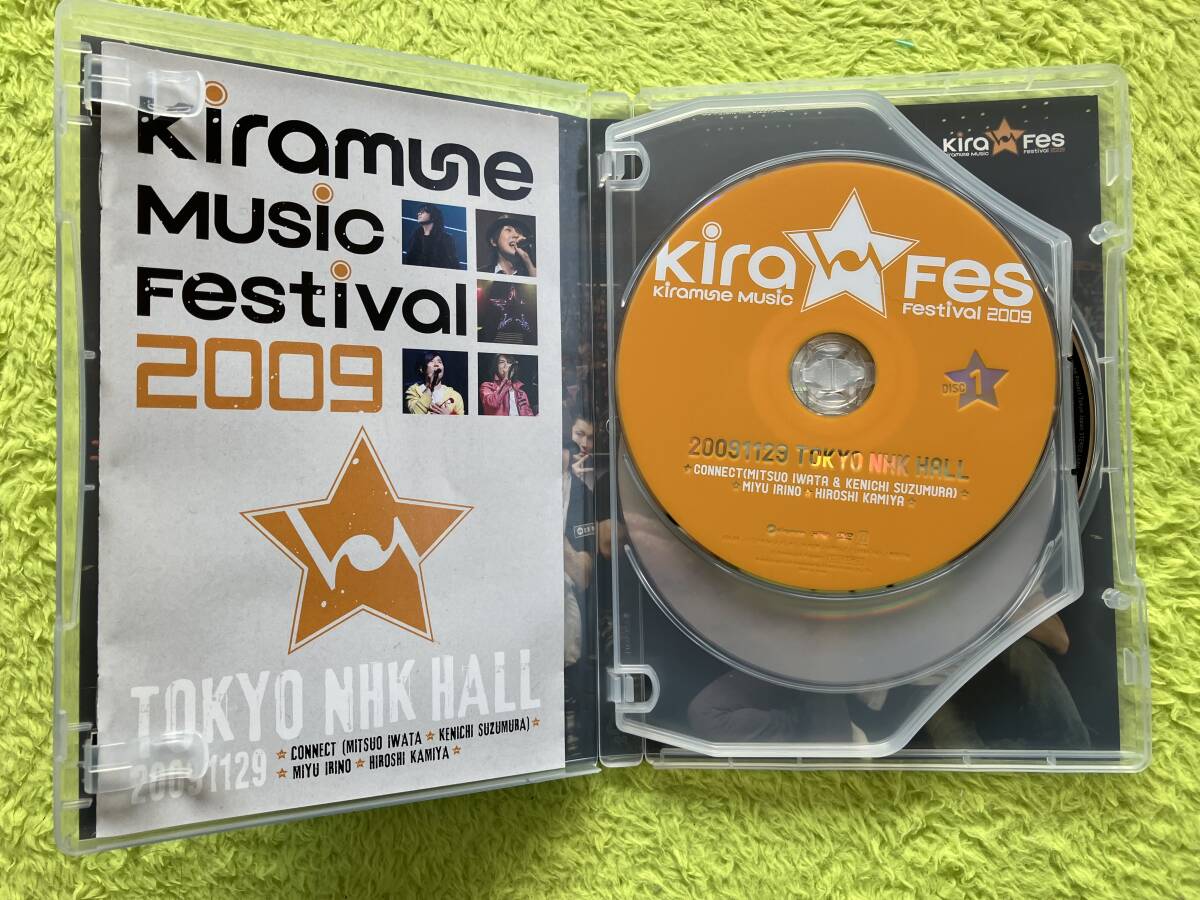 Kiramune
Music
Festival
2009
TOKYO NHK HALL
20091129
☆ CONNECT (MITSUO IWATA ☆ KENICHI SUZUMURA) ☆
☆ MIYU IRINO ☆ HIROSHI KAMIYA ☆
Kira Fes
Kiramune Music Festival 2009
Kira Fes
Kiramune Music Festival 2009
DISC 1
20091129 TOKYO NHK HALL
☆ CONNECT(MITSUO IWATA & KENICHI SUZUMURA) ☆
☆ MIYU IRINO ☆ HIROSHI KAMIYA ☆